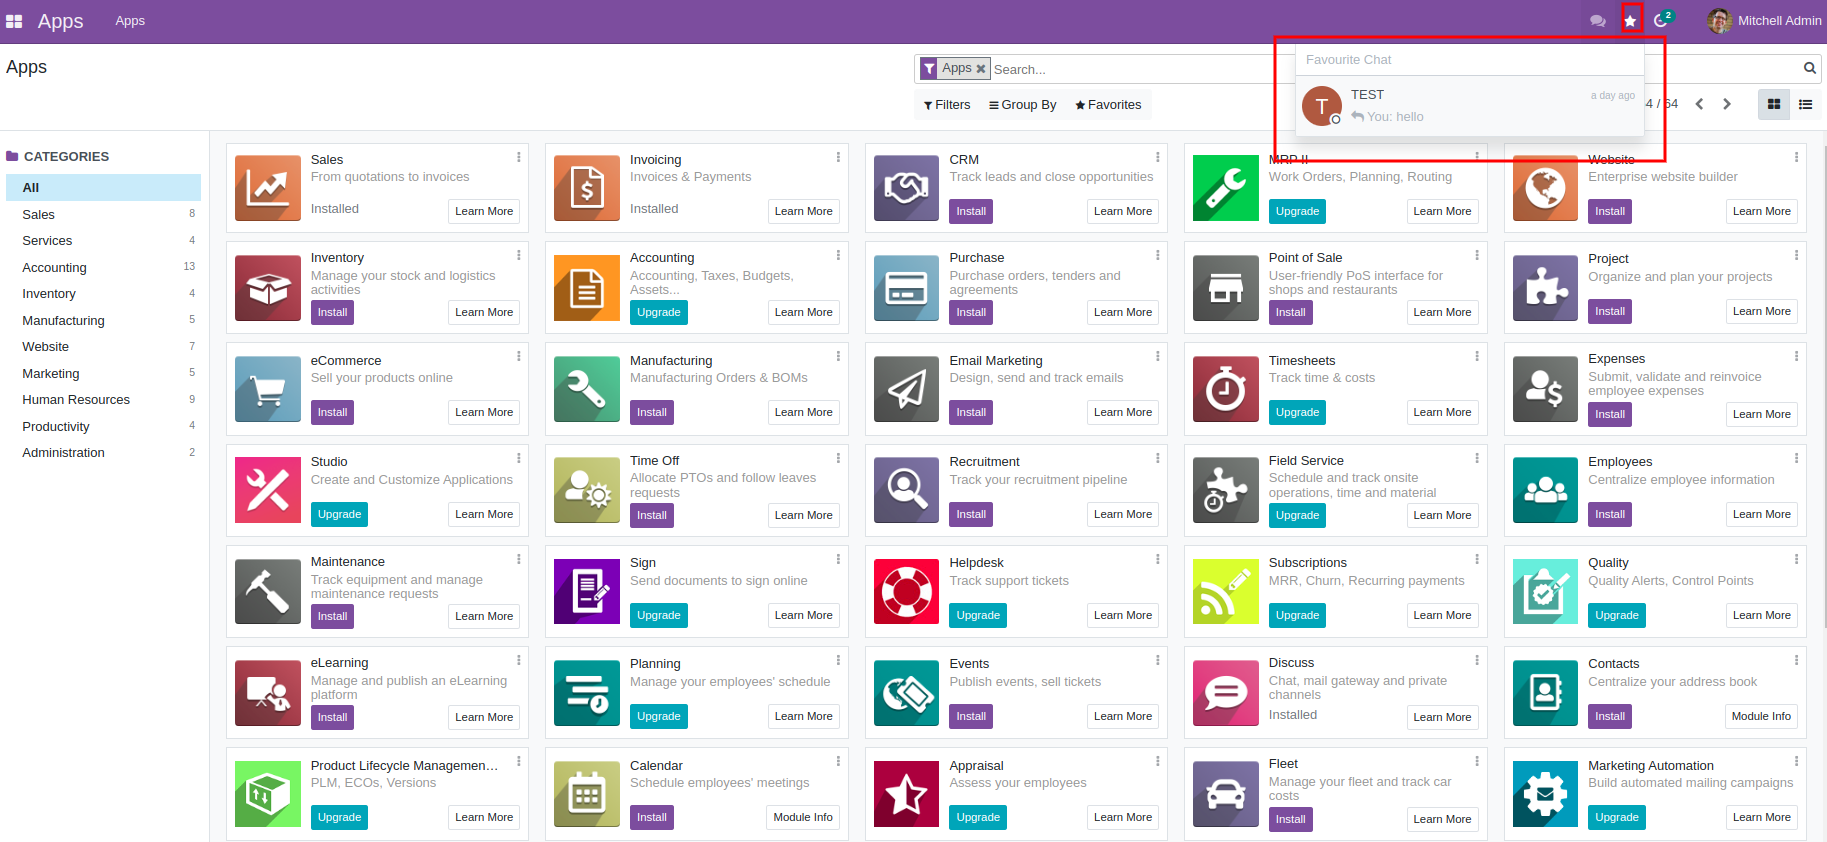 Apps
Apps
2
Mitchell Admin
Apps
Apps
Search...
Filters
Group By
Favorites
4 / 64
Favourite Chat
T
TEST
a day ago
You: hello
CATEGORIES
All
Sales 8
Services 4
Accounting 13
Inventory 4
Manufacturing 5
Website 7
Marketing 5
Human Resources 9
Productivity 4
Administration 2
Sales
From quotations to invoices
Installed
Learn More
Invoicing
Invoices & Payments
Installed
Learn More
CRM
Track leads and close opportunities
Install
Learn More
MRP II
Work Orders, Planning, Routing
Upgrade
Learn More
Website
Enterprise website builder
Install
Learn More
Inventory
Manage your stock and logistics
activities
Install
Learn More
Accounting
Accounting, Taxes, Budgets,
Assets...
Upgrade
Learn More
Purchase
Purchase orders, tenders and
agreements
Install
Learn More
Point of Sale
User-friendly PoS interface for
shops and restaurants
Install
Learn More
Project
Organize and plan your projects
Install
Learn More
eCommerce
Sell your products online
Install
Learn More
Manufacturing
Manufacturing Orders & BOMs
Install
Learn More
Email Marketing
Design, send and track emails
Install
Learn More
Timesheets
Track time & costs
Upgrade
Learn More
Expenses
Submit, validate and reinvoice
employee expenses
Install
Learn More
Studio
Create and Customize Applications
Upgrade
Learn More
Time Off
Allocate PTOs and follow leaves
requests
Install
Learn More
Recruitment
Track your recruitment pipeline
Install
Learn More
Field Service
Schedule and track onsite
operations, time and material
Upgrade
Learn More
Employees
Centralize employee information
Install
Learn More
Maintenance
Track equipment and manage
maintenance requests
Install
Learn More
Sign
Send documents to sign online
Upgrade
Learn More
Helpdesk
Track support tickets
Upgrade
Learn More
Subscriptions
MRR, Churn, Recurring payments
Upgrade
Learn More
Quality
Quality Alerts, Control Points
Upgrade
Learn More
eLearning
Manage and publish an eLearning
platform
Install
Learn More
Planning
Manage your employees' schedule
Upgrade
Learn More
Events
Publish events, sell tickets
Install
Learn More
Discuss
Chat, mail gateway and private
channels
Installed
Learn More
Contacts
Centralize your address book
Install
Module Info
Product Lifecycle Managemen...
PLM, ECOs, Versions
Upgrade
Learn More
Calendar
Schedule employees' meetings
Install
Module Info
Appraisal
Assess your employees
Upgrade
Learn More
Fleet
Manage your fleet and track car
costs
Install
Learn More
Marketing Automation
Build automated mailing campaigns
Upgrade
Learn More